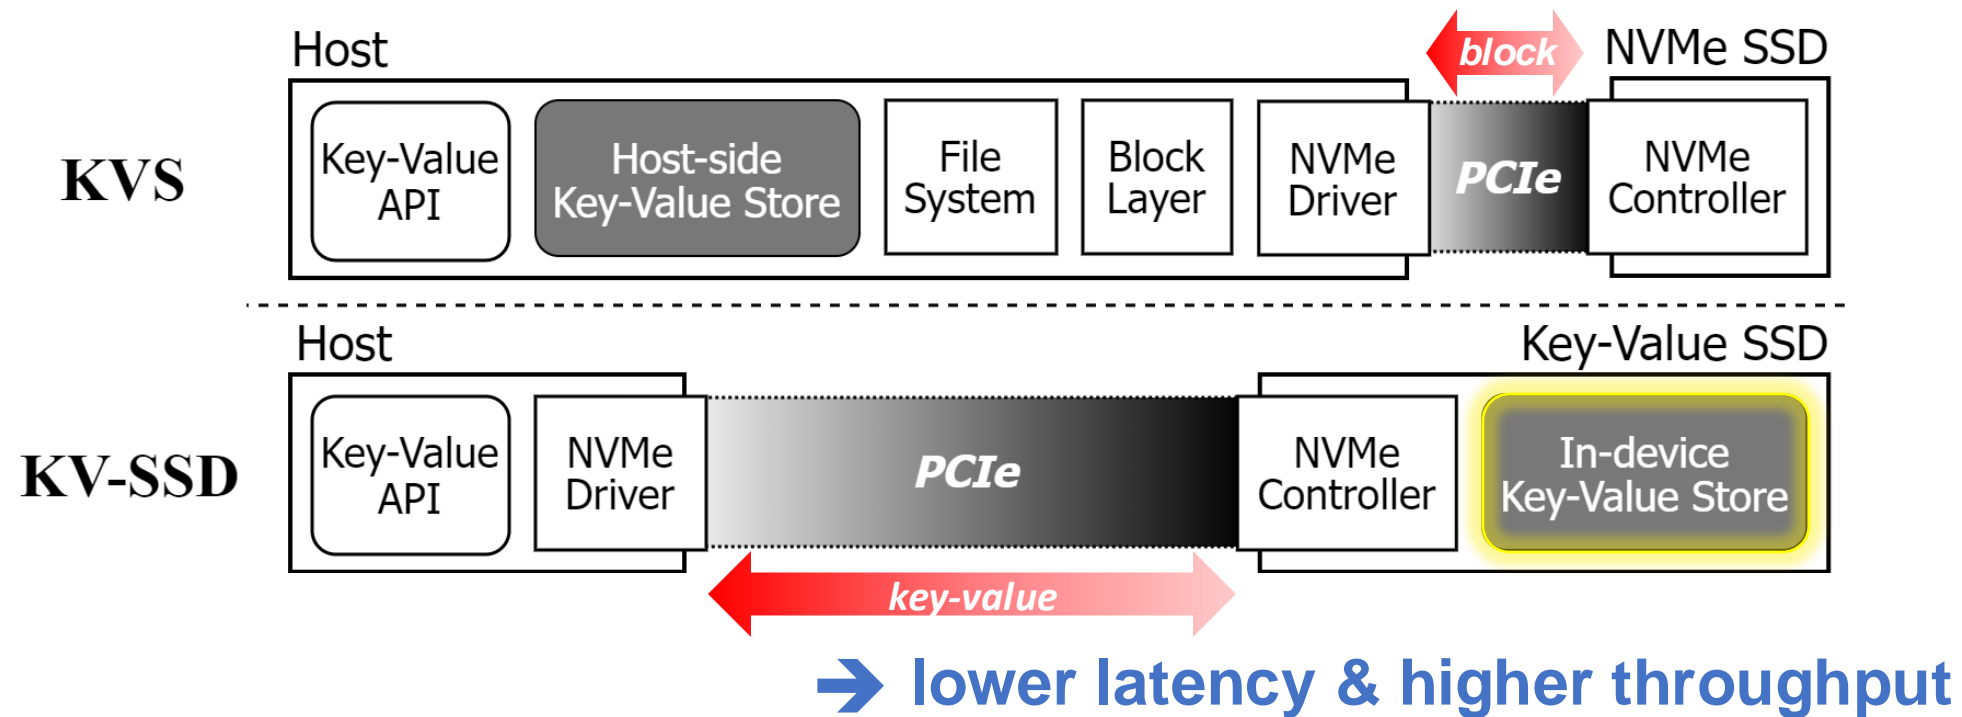 Host
block
NVMe SSD
KVS
Key-Value
API
Host-side
Key-Value Store
File
System
Block
Layer
NVMe
Driver
PCIe
NVMe
Controller
Host
Key-Value SSD
KV-SSD
Key-Value
API
NVMe
Driver
PCIe
NVMe
Controller
In-device
Key-Value Store
key-value
➔ lower latency & higher throughput